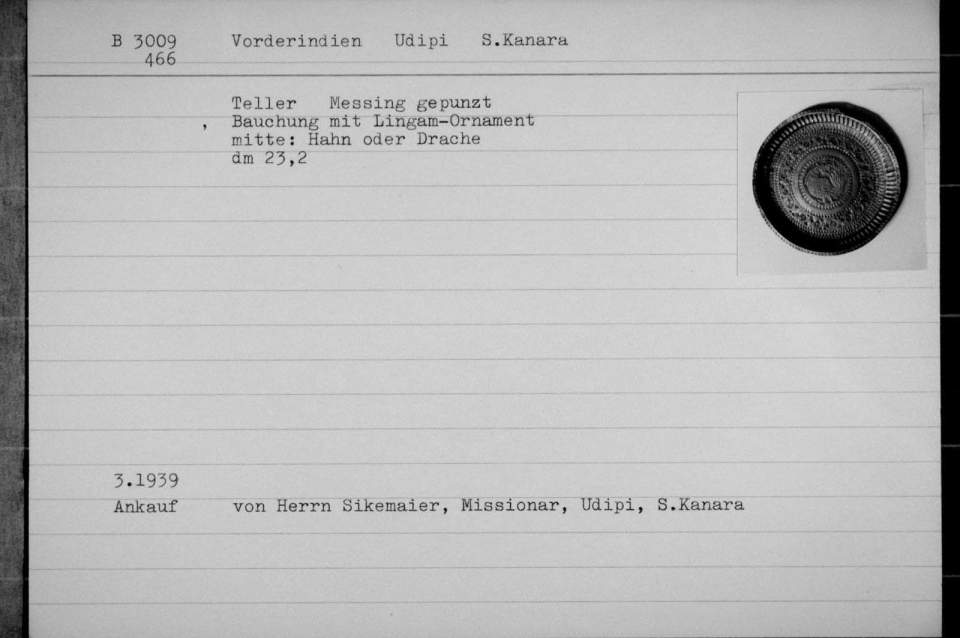 B 3009 Vorderindien Udipi S.Kanara
466
Teller Messing gepunzt
, Bauchung mit Lingam-Ornament
mitte: Hahn oder Drache
dm 23,2
3.1939
Ankauf von Herrn Sikemaier, Missionar, Udipi, S.Kanara